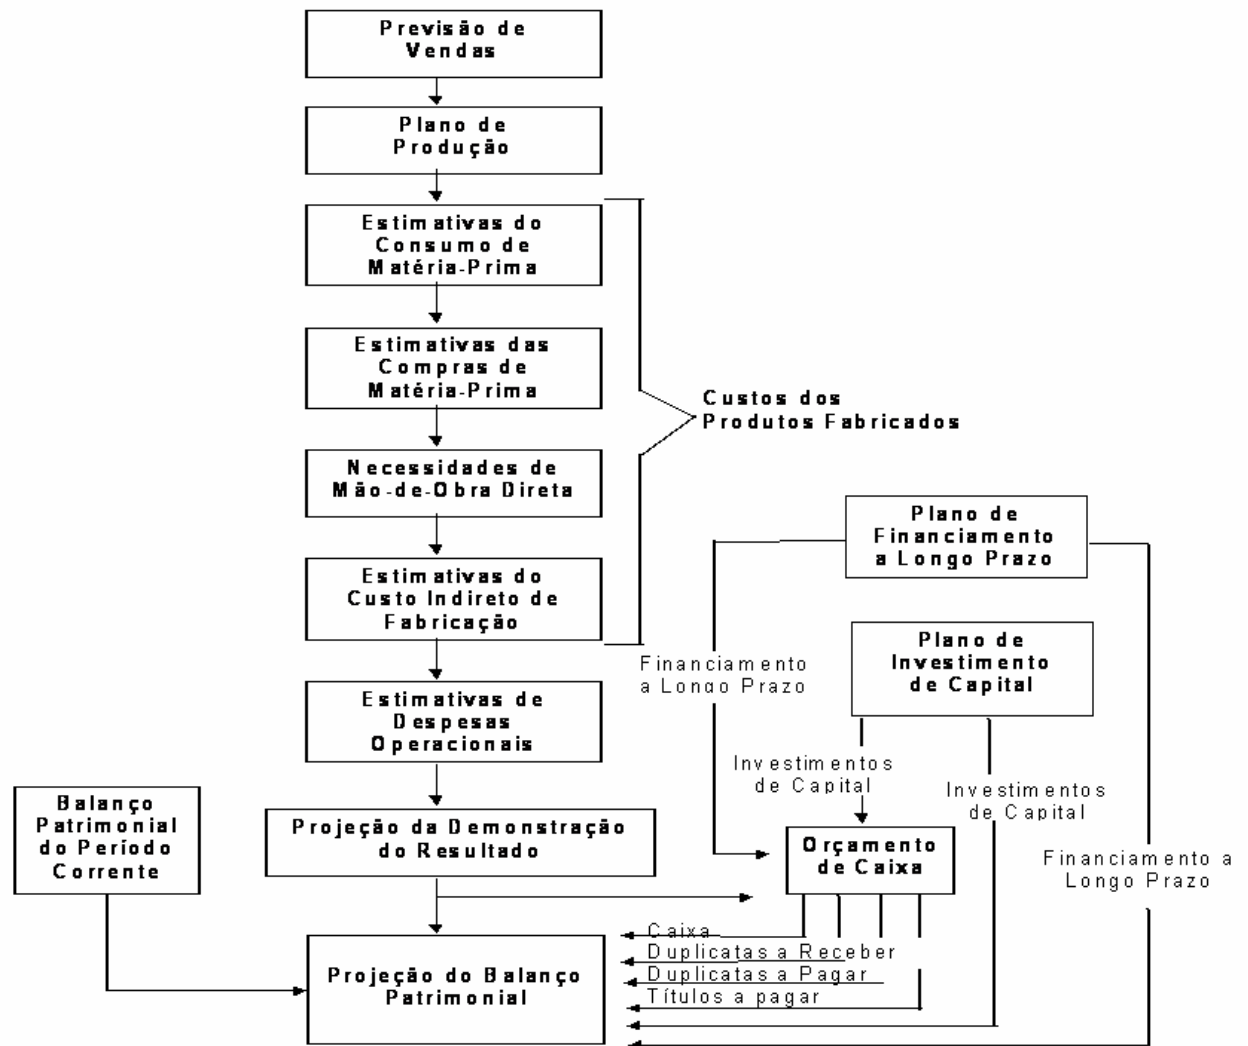 Previsão de
Vendas
Plano de
Produção
Estimativas do
Consumo de
Matéria-Prima
Estimativas das
Compras de
Matéria-Prima
Custos dos
Produtos Fabricados
Necessidades de
Mão-de-Obra Direta
Plano de
Financiamento
a Longo Prazo
Estimativas do
Custo Indireto de
Fabricação
Plano de
Investimento
de Capital
Financiamento
a Longo Prazo
Estimativas de
Despesas
Operacionais
Investimentos
de Capital
Investimentos
de Capital
Balanço
Patrimonial
do Período
Corrente
Projeção da Demonstração
do Resultado
Orçamento
de Caixa
Financiamento a
Longo Prazo
Caixa
Duplicatas a Receber
Duplicatas a Pagar
Títulos a pagar
Projeção do Balanço
Patrimonial